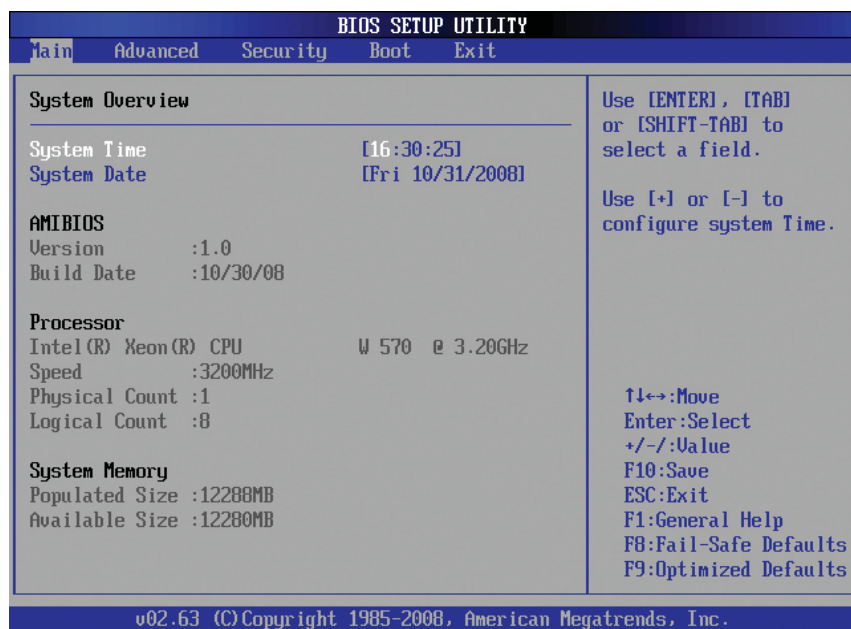 BIOS SETUP UTILITY
Main Advanced Security Boot Exit
System Overview
System Time [16:30:25]
System Date [Fri 10/31/2008]
AMIBIOS
Version :1.0
Build Date :10/30/08
Processor
Intel(R) Xeon(R) CPU W 570 @ 3.20GHz
Speed :3200MHz
Physical Count :1
Logical Count :8
System Memory
Populated Size :12288MB
Available Size :12280MB
Use [ENTER], [TAB]
or [SHIFT-TAB] to
select a field.
Use [+] or [-] to
configure system Time.
↑↓←→:Move
Enter:Select
+/-/:Value
F10:Save
ESC:Exit
F1:General Help
F8:Fail-Safe Defaults
F9:Optimized Defaults
v02.63 (C)Copyright 1985-2008, American Megatrends, Inc.